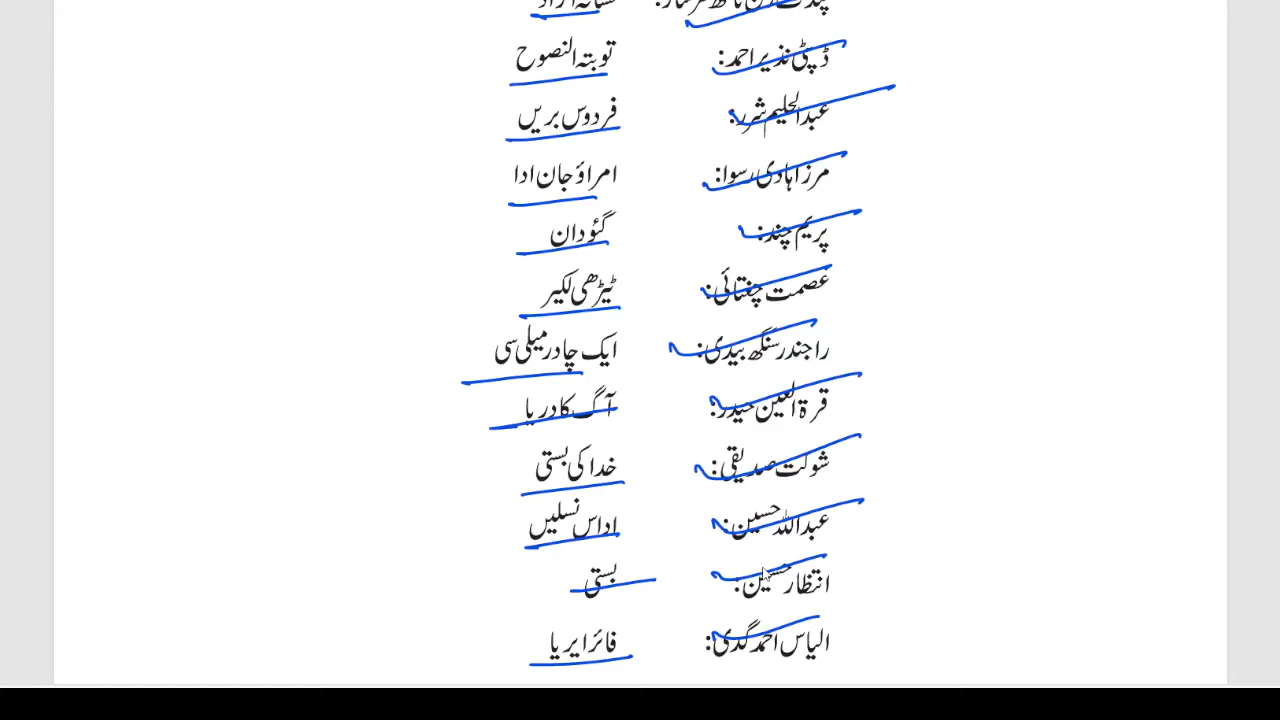 ڈپٹی نذیر احمد: توبتہ النصوح
عبدالحلیم شرر: فردوس بریں
مرزا ہادی رسوا: امراؤ جان ادا
پریم چند: گئودان
عصمت چغتائی: ٹیڑھی لکیر
راجندر سنگھ بیدی: ایک چادر میلی سی
قرۃ العین حیدر: آگ کا دریا
شوکت صدیقی: خدا کی بستی
عبداللہ حسین: اداس نسلیں
انتظار حسین: بستی
الیاس احمد گدی: فائر ایریا